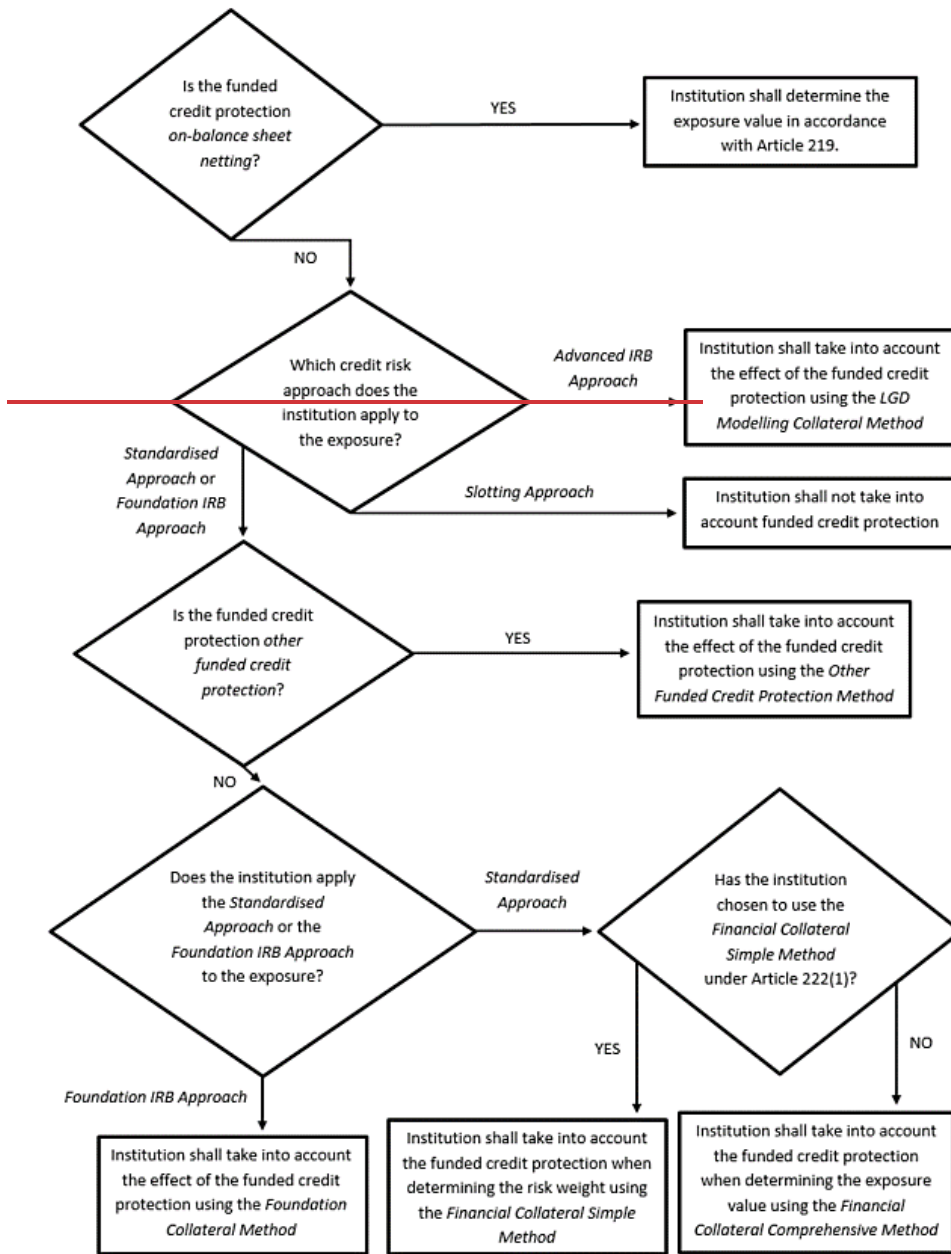 Is the funded
credit protection
on-balance sheet
netting?
YES
Institution shall determine the
exposure value in accordance
with Article 219.
NO
Which credit risk
approach does the
institution apply to
the exposure?
Advanced IRB
Approach
Institution shall take into account
the effect of the funded credit
protection using the LGD
Modelling Collateral Method
Standardised
Approach or
Foundation IRB
Approach
Slotting Approach
Institution shall not take into
account funded credit protection
Is the funded credit
protection other
funded credit
protection?
YES
Institution shall take into account
the effect of the funded credit
protection using the Other
Funded Credit Protection Method
NO
Does the institution apply
the Standardised
Approach or the
Foundation IRB Approach
to the exposure?
Standardised
Approach
Has the institution
chosen to use the
Financial Collateral
Simple Method
under Article 222(1)?
YES
NO
Foundation IRB Approach
Institution shall take into account
the effect of the funded credit
protection using the Foundation
Collateral Method
Institution shall take into account
the funded credit protection when
determining the risk weight using
the Financial Collateral Simple
Method
Institution shall take into account
the funded credit protection
when determining the exposure
value using the Financial
Collateral Comprehensive Method